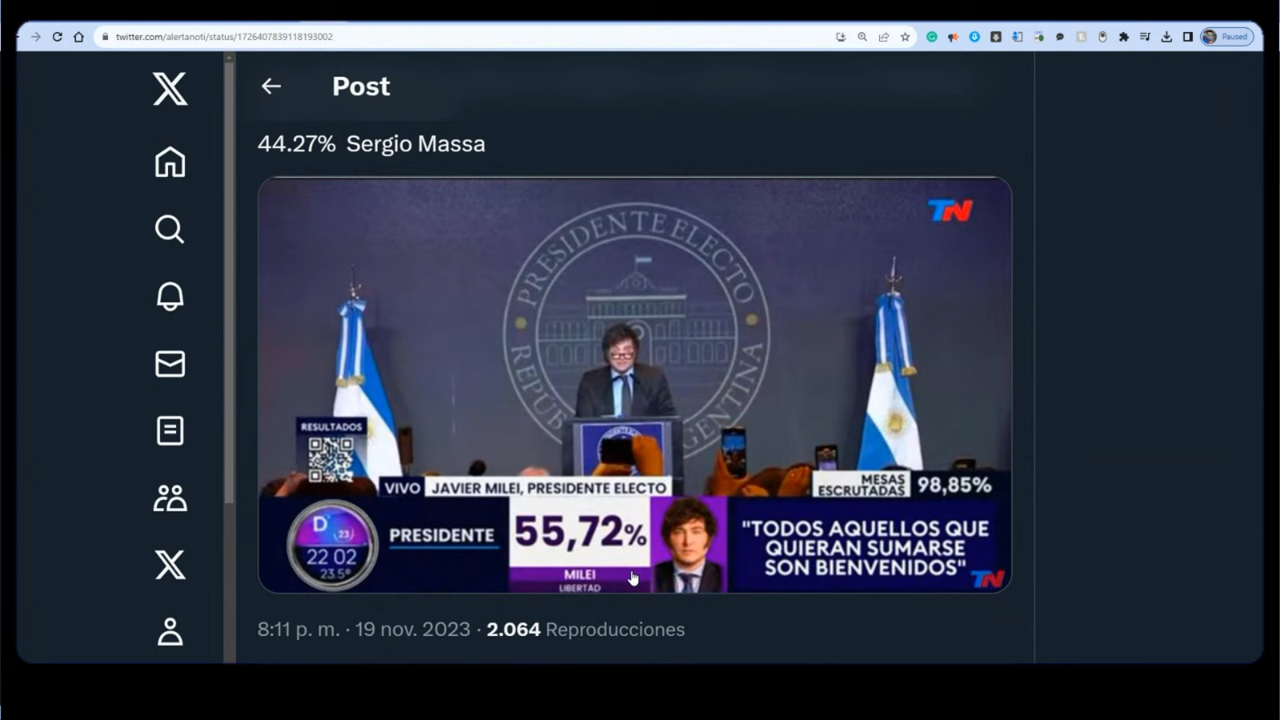 twitter.com/alertanoti/status/1726407839118193002
Paused
Post
44.27% Sergio Massa
TN
PRESIDENTE ELECTO
REPÚBLICA ARGENTINA
RESULTADOS
VIVO JAVIER MILEI, PRESIDENTE ELECTO
MESAS
ESCRUTADAS 98,85%
D 23
22 02
23.5°
PRESIDENTE
55,72%
MILEI
LIBERTAD
"TODOS AQUELLOS QUE
QUIERAN SUMARSE
SON BIENVENIDOS"
TN
8:11 p. m. · 19 nov. 2023 · 2.064 Reproducciones